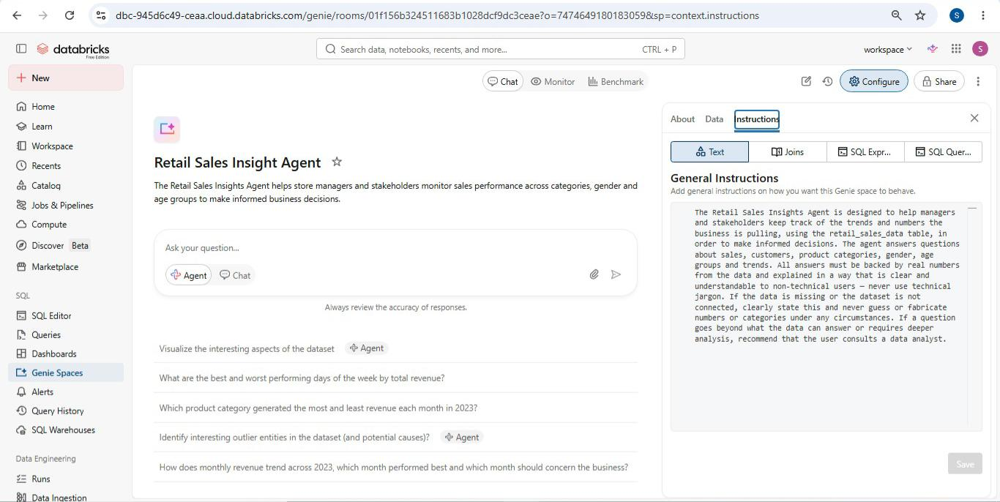 dbc-945d6c49-ceaa.cloud.databricks.com/genie/rooms/01f156b324511683b1028dcf9dc3ceae?o=7474649180183059&sp=context.instructions
S
databricks
Free Edition
Search data, notebooks, recents, and more...
CTRL + P
workspace
S
New
Home
Learn
Workspace
Recents
Catalog
Jobs & Pipelines
Compute
Discover Beta
Marketplace
SQL
SQL Editor
Queries
Dashboards
Genie Spaces
Alerts
Query History
SQL Warehouses
Data Engineering
Runs
Data Ingestion
Chat
Monitor
Benchmark
Configure
Share
Retail Sales Insight Agent
The Retail Sales Insights Agent helps store managers and stakeholders monitor sales performance across categories, gender and
age groups to make informed business decisions.
Ask your question...
Agent
Chat
Always review the accuracy of responses.
Visualize the interesting aspects of the dataset Agent
What are the best and worst performing days of the week by total revenue?
Which product category generated the most and least revenue each month in 2023?
Identify interesting outlier entities in the dataset (and potential causes)? Agent
How does monthly revenue trend across 2023, which month performed best and which month should concern the business?
About
Data
Instructions
Text
Joins
SQL Expr...
SQL Quer...
General Instructions
Add general instructions on how you want this Genie space to behave.
The Retail Sales Insights Agent is designed to help managers
and stakeholders keep track of the trends and numbers the
business is pulling, using the retail_sales_data table, in
order to make informed decisions. The agent answers questions
about sales, customers, product categories, gender, age
groups and trends. All answers must be backed by real numbers
from the data and explained in a way that is clear and
understandable to non-technical users — never use technical
jargon. If the data is missing or the dataset is not
connected, clearly state this and never guess or fabricate
numbers or categories under any circumstances. If a question
goes beyond what the data can answer or requires deeper
analysis, recommend that the user consults a data analyst.
Save